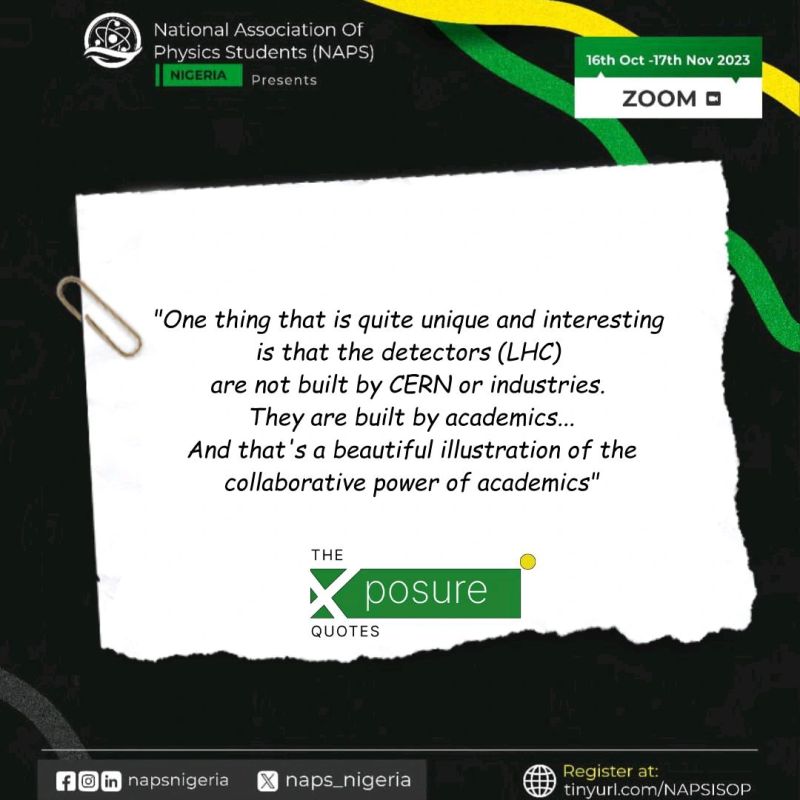 National Association Of
Physics Students (NAPS)
NIGERIA Presents
16th Oct -17th Nov 2023
ZOOM
"One thing that is quite unique and interesting
is that the detectors (LHC)
are not built by CERN or industries.
They are built by academics...
And that's a beautiful illustration of the
collaborative power of academics"
THE
Xposure
QUOTES
napsnigeria
naps_nigeria
Register at:
tinyurl.com/NAPSISOP